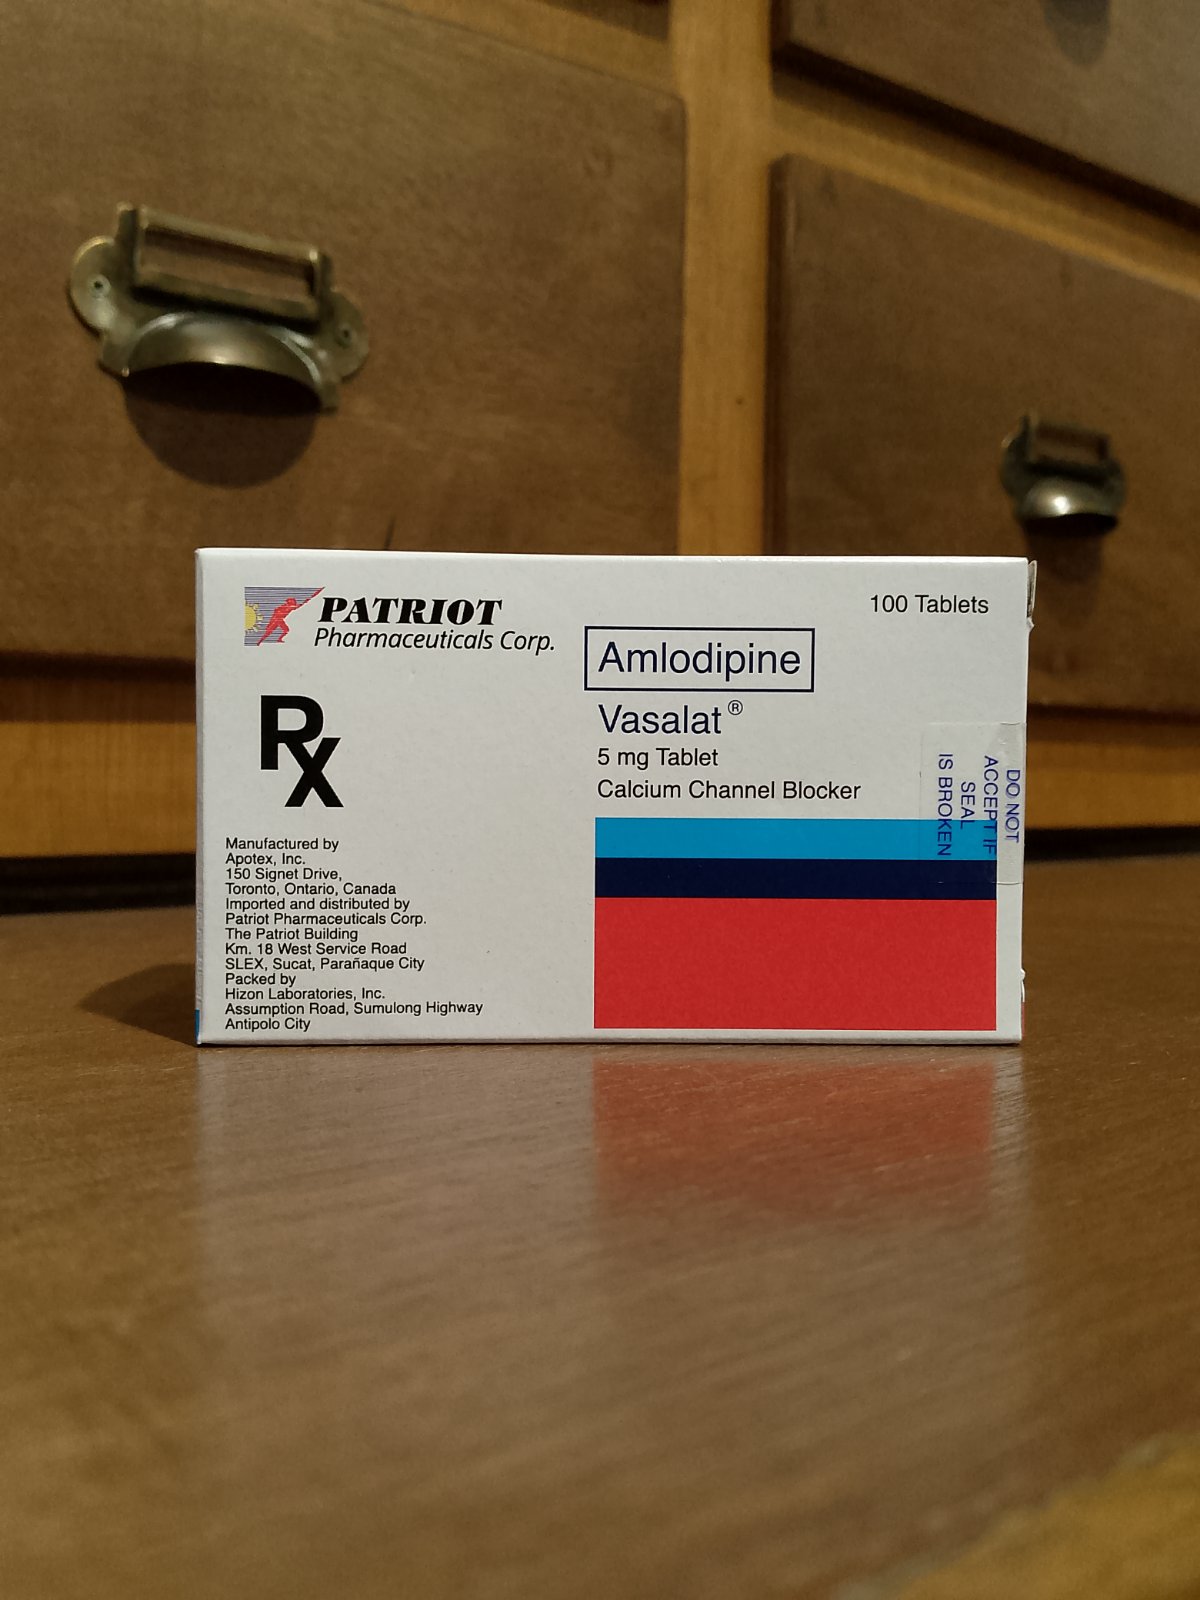 PATRIOT
Pharmaceuticals Corp.
100 Tablets
Amlodipine
Vasalat®
5 mg Tablet
Calcium Channel Blocker
Rx
DO NOT
ACCEPT IF
SEAL
IS BROKEN
Manufactured by
Apotex, Inc.
150 Signet Drive,
Toronto, Ontario, Canada
Imported and distributed by
Patriot Pharmaceuticals Corp.
The Patriot Building
Km. 18 West Service Road
SLEX, Sucat, Parañaque City
Packed by
Hizon Laboratories, Inc.
Assumption Road, Sumulong Highway
Antipolo City